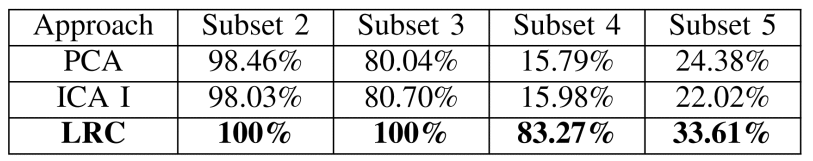 Approach Subset 2 Subset 3 Subset 4 Subset 5
PCA 98.46% 80.04% 15.79% 24.38%
ICA I 98.03% 80.70% 15.98% 22.02%
LRC 100% 100% 83.27% 33.61%